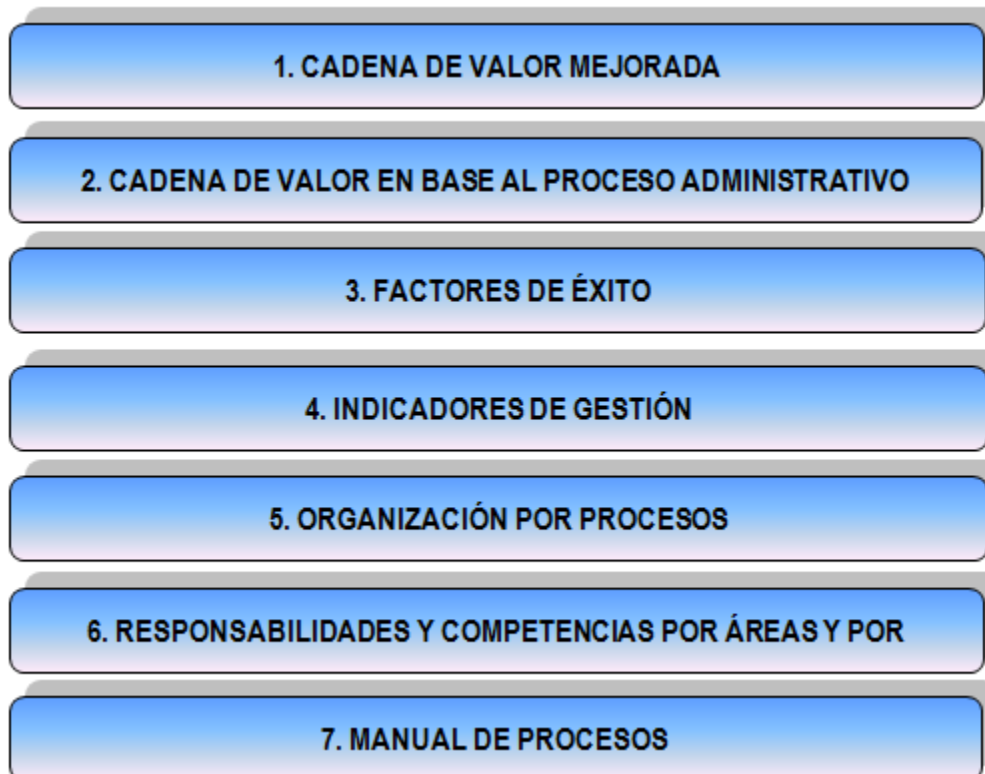 1. CADENA DE VALOR MEJORADA
2. CADENA DE VALOR EN BASE AL PROCESO ADMINISTRATIVO
3. FACTORES DE ÉXITO
4. INDICADORES DE GESTIÓN
5. ORGANIZACIÓN POR PROCESOS
6. RESPONSABILIDADES Y COMPETENCIAS POR ÁREAS Y POR
7. MANUAL DE PROCESOS